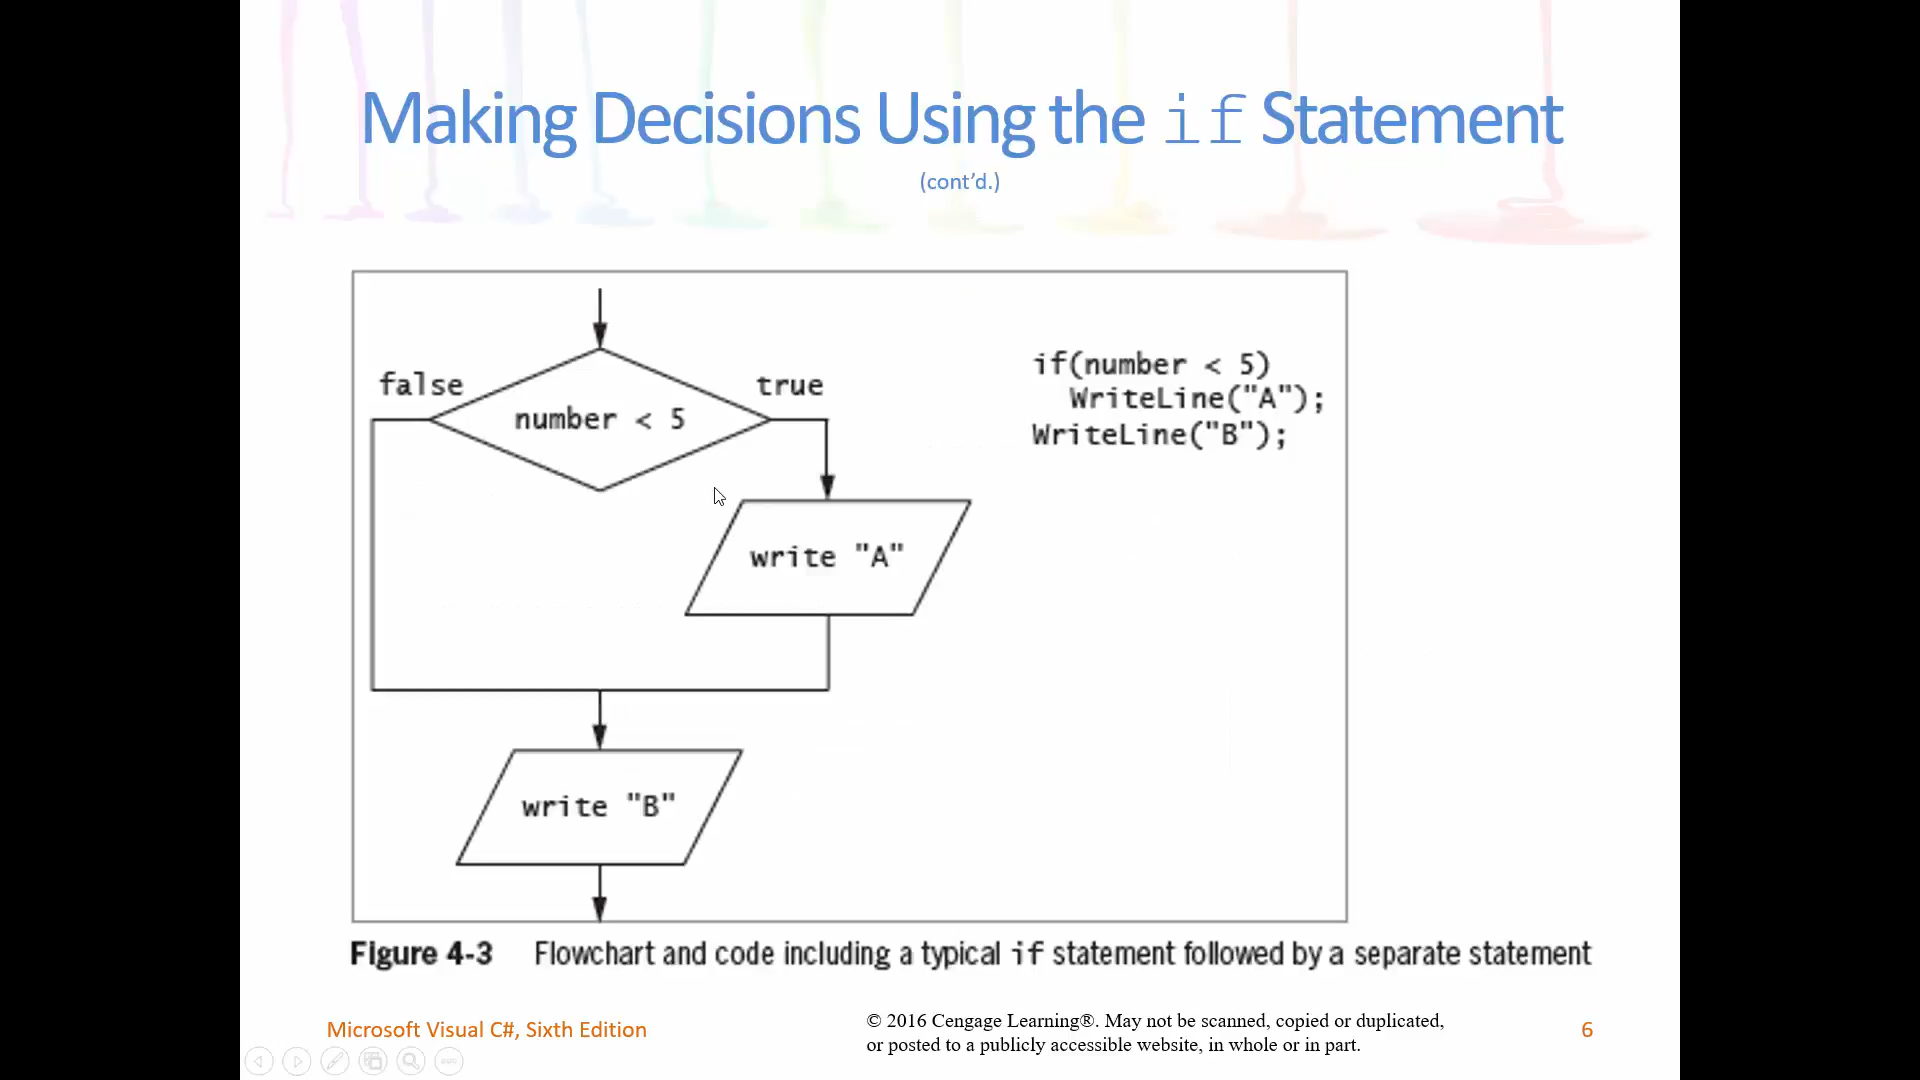 Making Decisions Using the if Statement
(cont’d.)
false
true
number < 5
if(number < 5)
WriteLine("A");
WriteLine("B");
write "A"
write "B"
Figure 4-3 Flowchart and code including a typical if statement followed by a separate statement
Microsoft Visual C#, Sixth Edition
© 2016 Cengage Learning®. May not be scanned, copied or duplicated,
or posted to a publicly accessible website, in whole or in part.
6